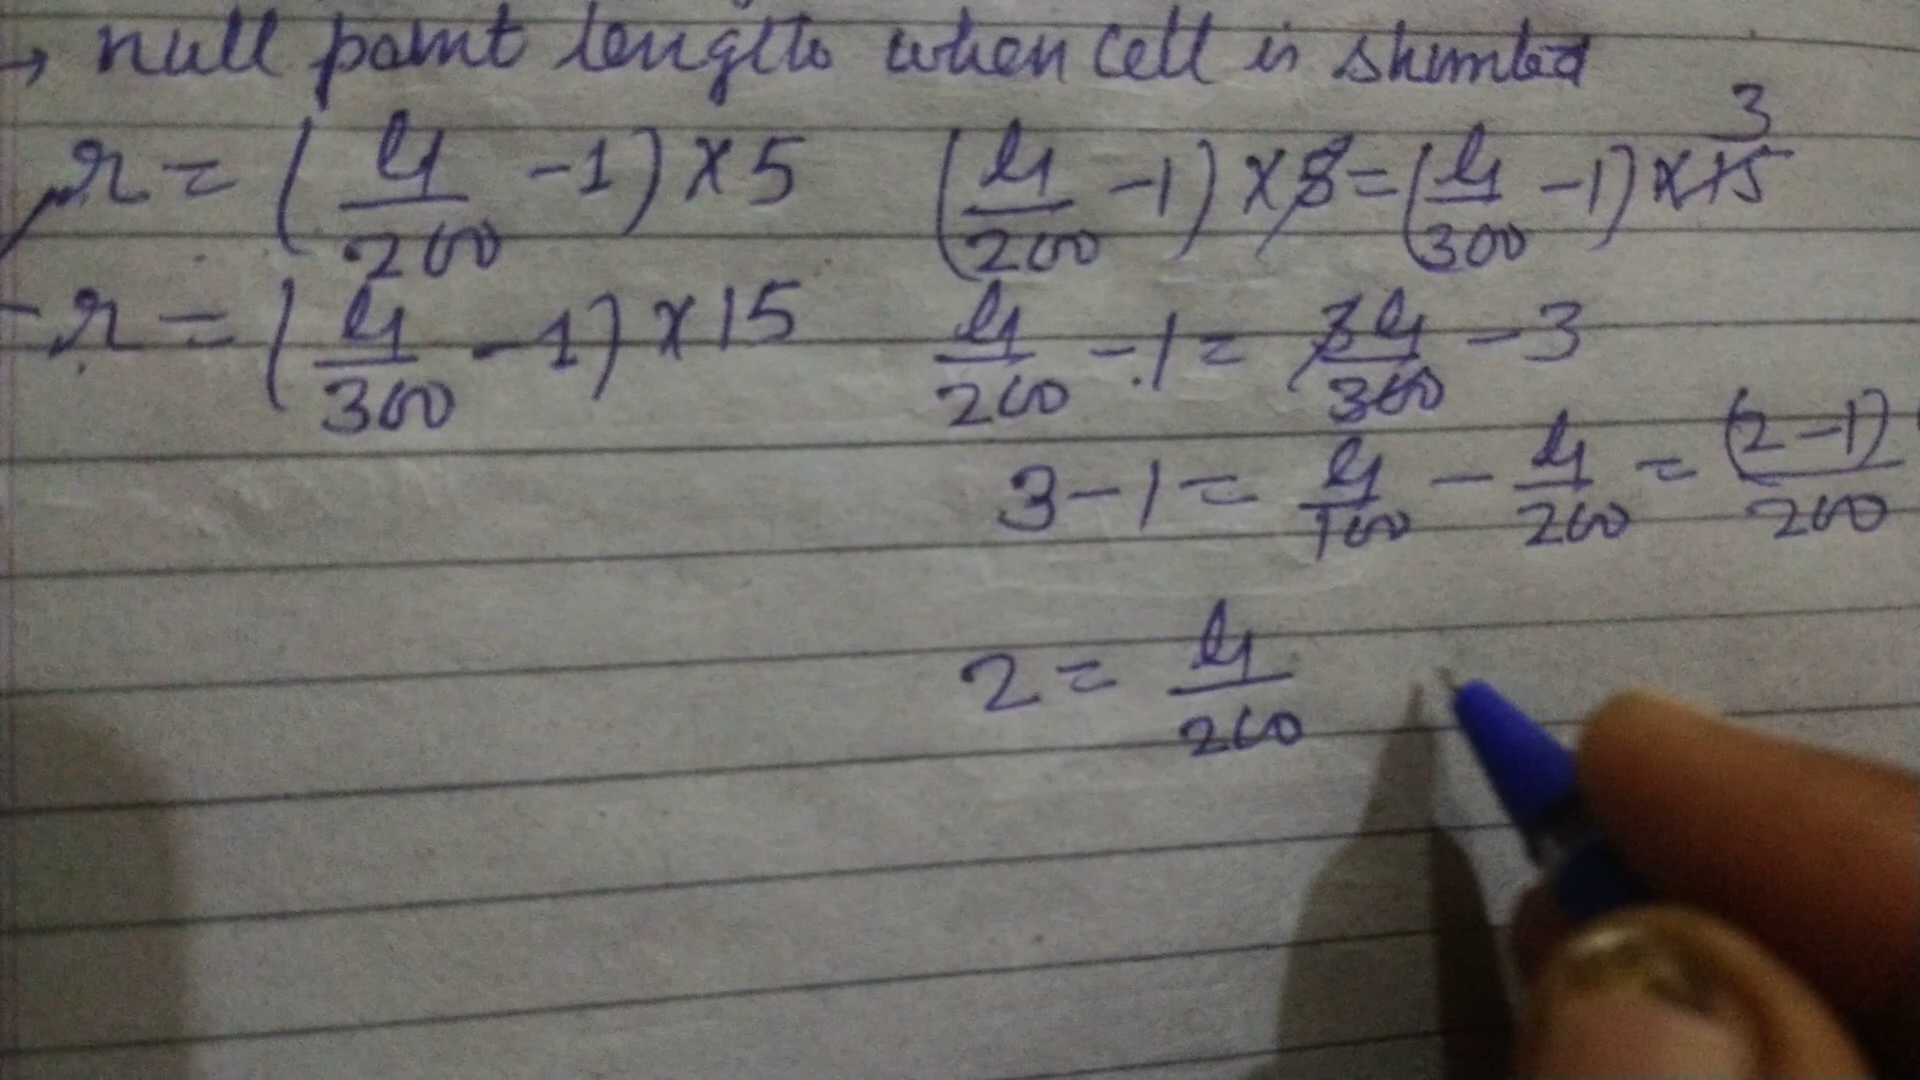 → null point length when cell is shunted
r = (l1/200 - 1) × 5
(l1/200 - 1) × 5 = (l1/300 - 1) × 15 3
r = (l1/300 - 1) × 15
l1/200 - 1 = 3l1/300 - 3
3 - 1 = l1/100 - l1/200 = (2 - 1)/200
2 = l1/200